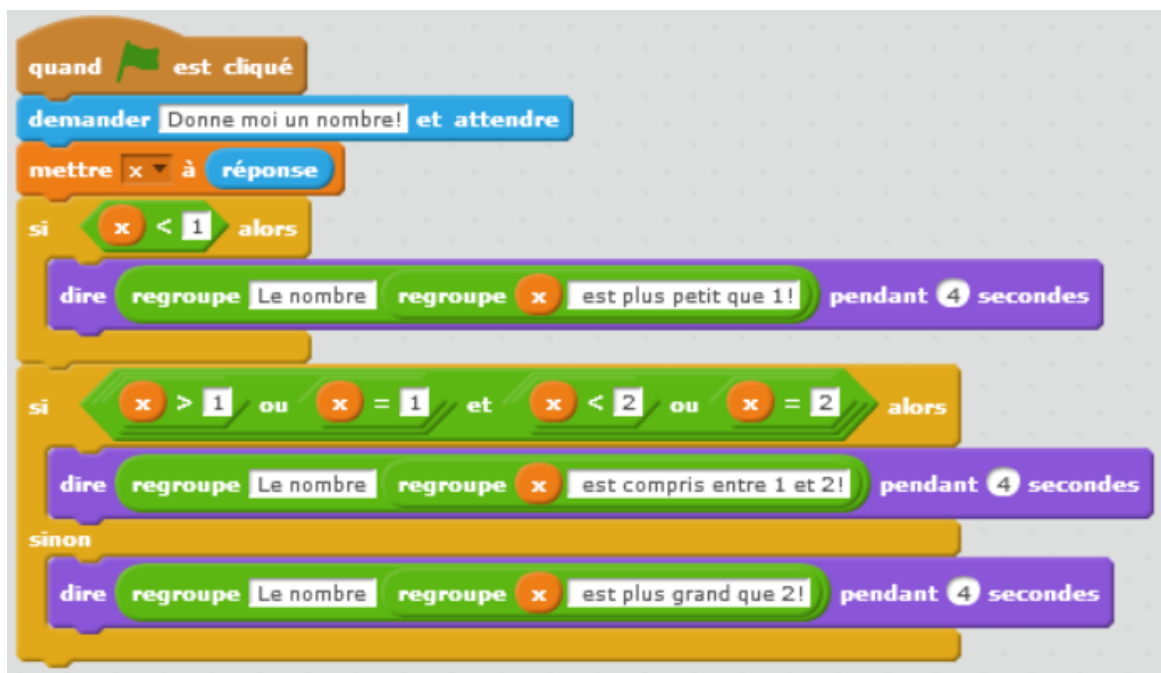 quand est cliqué
demander Donne moi un nombre! et attendre
mettre x à réponse
si x < 1 alors
dire regroupe Le nombre regroupe x est plus petit que 1! pendant 4 secondes
si x > 1 ou x = 1 et x < 2 ou x = 2 alors
dire regroupe Le nombre regroupe x est compris entre 1 et 2! pendant 4 secondes
sinon
dire regroupe Le nombre regroupe x est plus grand que 2! pendant 4 secondes